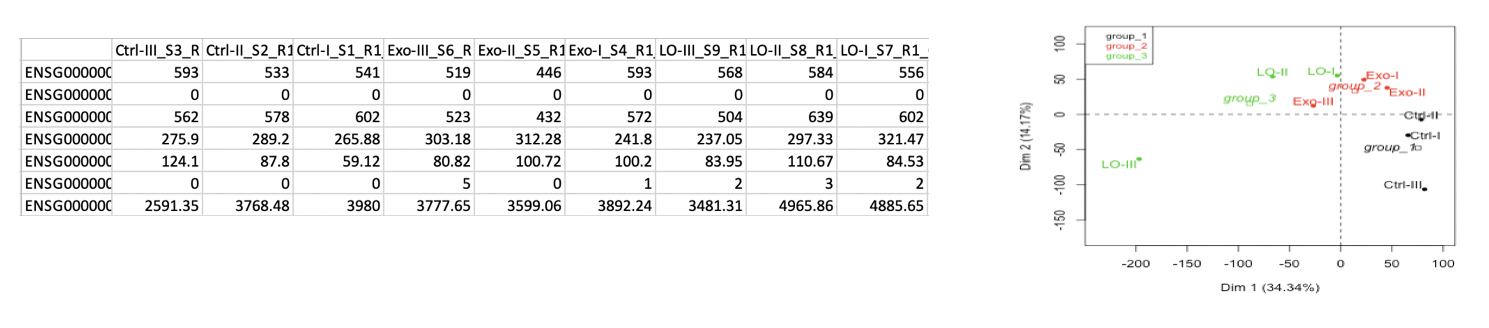 Ctrl-III_S3_R Ctrl-II_S2_R1 Ctrl-I_S1_R1_ Exo-III_S6_R Exo-II_S5_R1 Exo-I_S4_R1_ LO-III_S9_R1 LO-II_S8_R1_ LO-I_S7_R1_
ENSG000000 593 533 541 519 446 593 568 584 556
ENSG000000 0 0 0 0 0 0 0 0 0
ENSG000000 562 578 602 523 432 572 504 639 602
ENSG000000 275.9 289.2 265.88 303.18 312.28 241.8 237.05 297.33 321.47
ENSG000000 124.1 87.8 59.12 80.82 100.72 100.2 83.95 110.67 84.53
ENSG000000 0 0 0 5 0 1 2 3 2
ENSG000000 2591.35 3768.48 3980 3777.65 3599.06 3892.24 3481.31 4965.86 4885.65
group_1
group_2
group_3
100
50
0
-50
-100
-150
Dim 2 (14.17%)
LO-II
LO-I
Exo-I
group_2
Exo-II
group_3
Exo-III
Ctrl-II
Ctrl-I
group_1
LO-III
Ctrl-III
-200 -150 -100 -50 0 50 100
Dim 1 (34.34%)